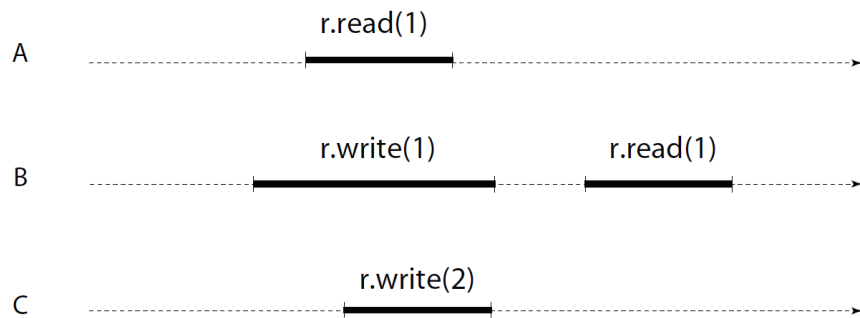 r.read(1)
A
r.write(1) r.read(1)
B
r.write(2)
C